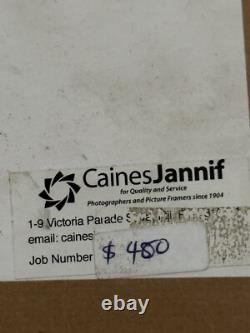 CainesJannif
for Quality and Service
Photographers and Picture Framers since 1904
1-9 Victoria Parade
email: caines
Job Number
$ 480